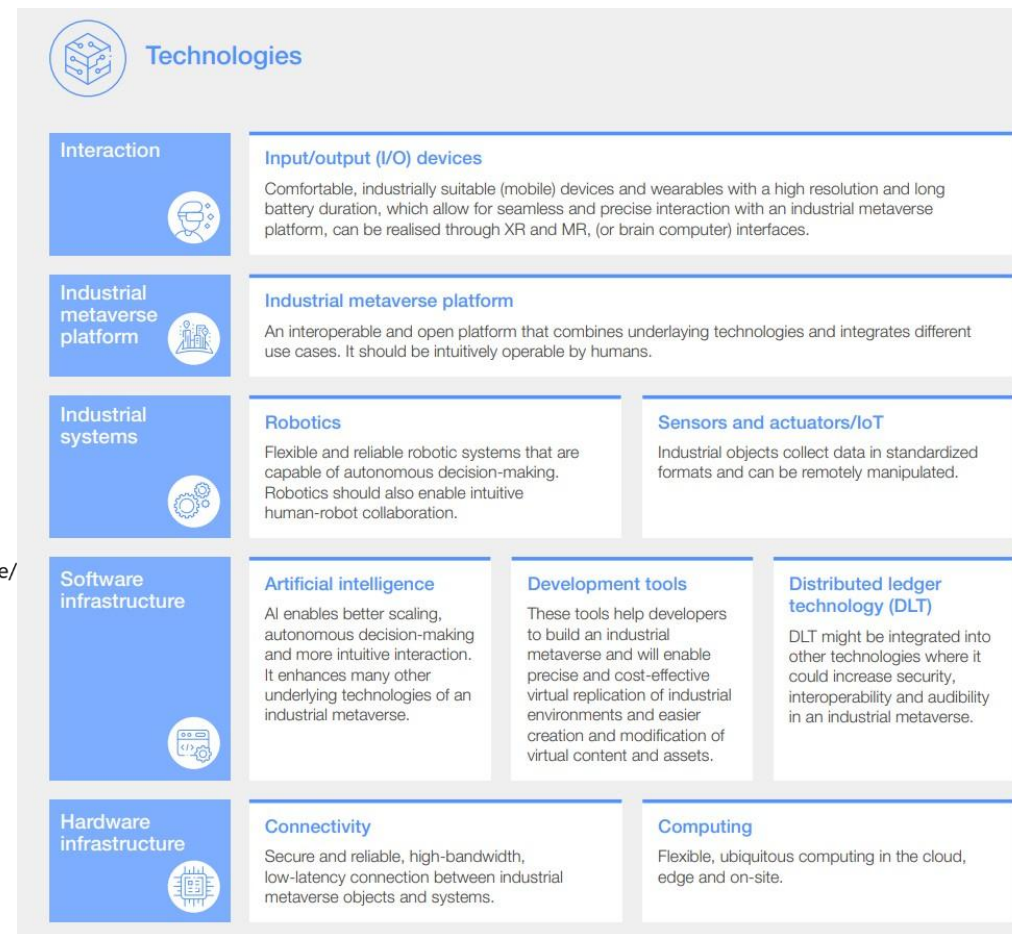 Technologies
Interaction
Input/output (I/O) devices
Comfortable, industrially suitable (mobile) devices and wearables with a high resolution and long
battery duration, which allow for seamless and precise interaction with an industrial metaverse
platform, can be realised through XR and MR, (or brain computer) interfaces.
Industrial
metaverse
platform
Industrial metaverse platform
An interoperable and open platform that combines underlaying technologies and integrates different
use cases. It should be intuitively operable by humans.
Industrial
systems
Robotics
Flexible and reliable robotic systems that are
capable of autonomous decision-making.
Robotics should also enable intuitive
human-robot collaboration.
Sensors and actuators/IoT
Industrial objects collect data in standardized
formats and can be remotely manipulated.
e/
Software
infrastructure
Artificial intelligence
AI enables better scaling,
autonomous decision-making
and more intuitive interaction.
It enhances many other
underlying technologies of an
industrial metaverse.
Development tools
These tools help developers
to build an industrial
metaverse and will enable
precise and cost-effective
virtual replication of industrial
environments and easier
creation and modification of
virtual content and assets.
Distributed ledger
technology (DLT)
DLT might be integrated into
other technologies where it
could increase security,
interoperability and audibility
in an industrial metaverse.
Hardware
infrastructure
Connectivity
Secure and reliable, high-bandwidth,
low-latency connection between industrial
metaverse objects and systems.
Computing
Flexible, ubiquitous computing in the cloud,
edge and on-site.